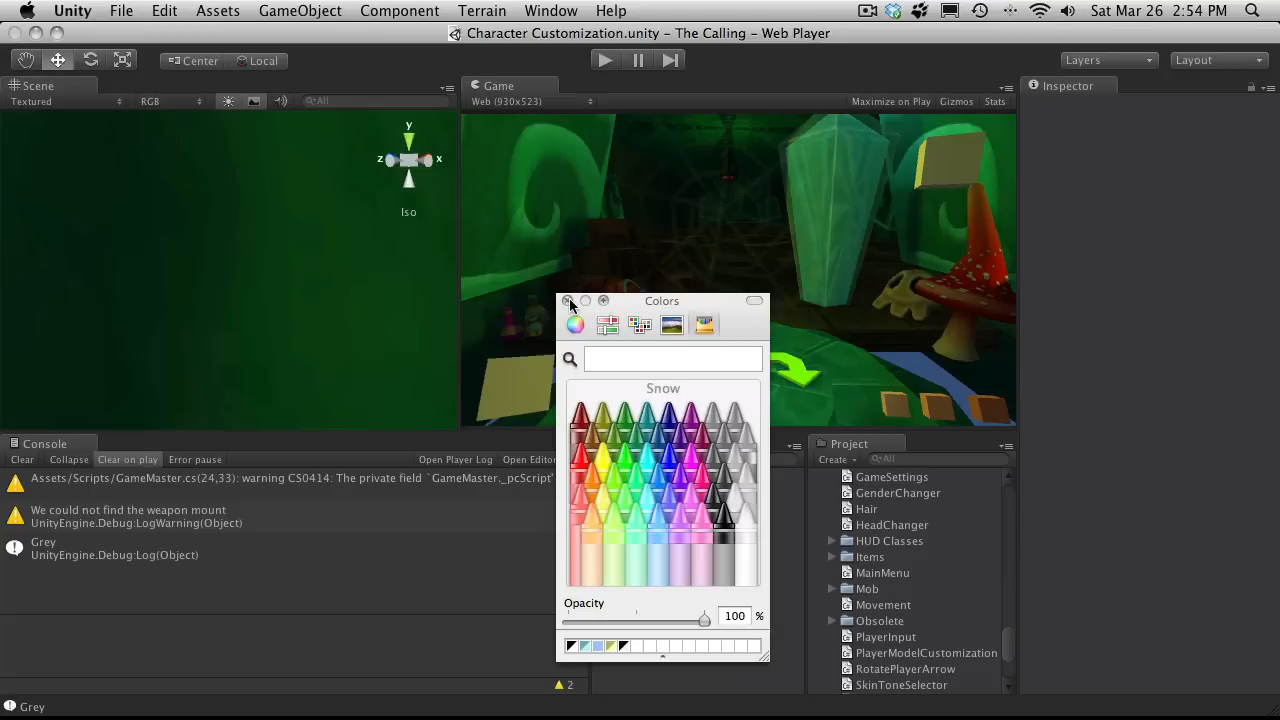 Unity File Edit Assets GameObject Component Terrain Window Help Sat Mar 26 2:54 PM
Character Customization.unity – The Calling – Web Player
Center Local Layers Layout
Scene Game Inspector
Textured RGB All Web (930x523) Maximize on Play Gizmos Stats
y
z x
Iso
Colors
Snow
Opacity
100 %
Console
Clear Collapse Clear on play Error pause Open Player Log Open Editor
Assets/Scripts/GameMaster.cs(24,33): warning CS0414: The private field `GameMaster._pcScript'
We could not find the weapon mount
UnityEngine.Debug:LogWarning(Object)
Grey
UnityEngine.Debug:Log(Object)
2
Project
Create All
GameSettings
GenderChanger
Hair
HeadChanger
HUD Classes
Items
MainMenu
Mob
Movement
Obsolete
PlayerInput
PlayerModelCustomization
RotatePlayerArrow
SkinToneSelector
Grey